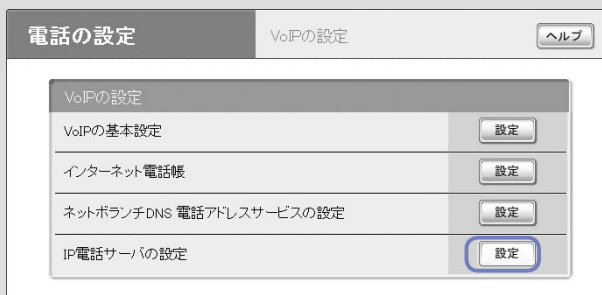 電話の設定 VoIPの設定 ヘルプ
VoIPの設定
VoIPの基本設定 設定
インターネット電話帳 設定
ネットボランチDNS 電話アドレスサービスの設定 設定
IP電話サーバの設定 設定